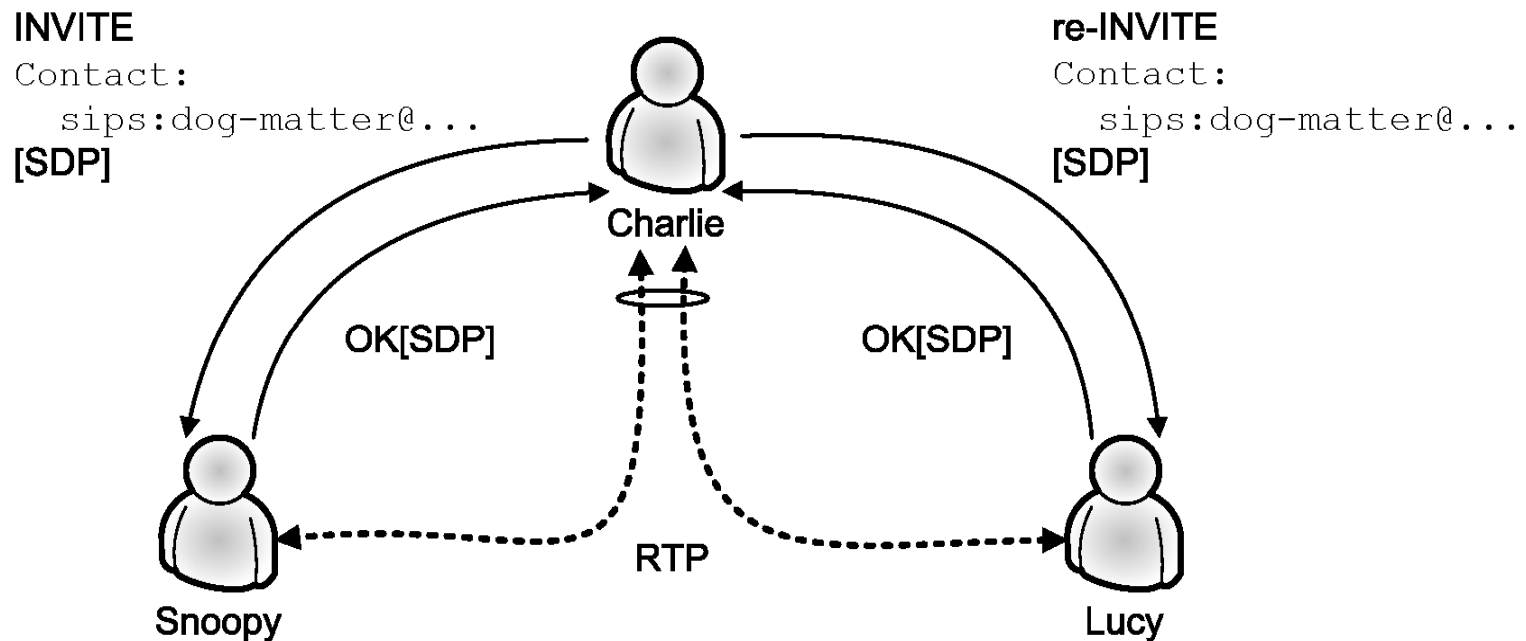 INVITE
Contact:
sips:dog-matter@...
[SDP]
re-INVITE
Contact:
sips:dog-matter@...
[SDP]
Charlie
OK[SDP]
OK[SDP]
RTP
Snoopy
Lucy